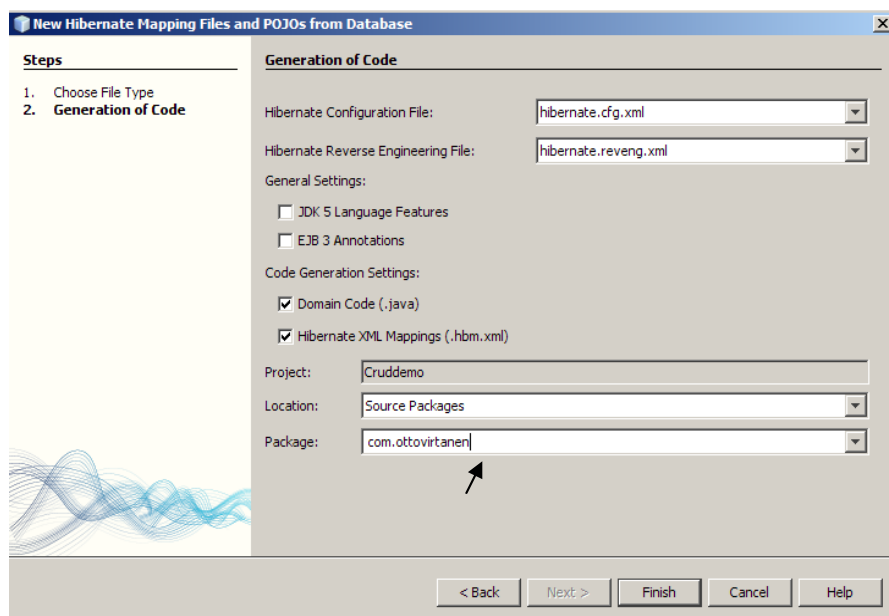 New Hibernate Mapping Files and POJOs from Database
Steps
1. Choose File Type
2. Generation of Code
Generation of Code
Hibernate Configuration File: hibernate.cfg.xml
Hibernate Reverse Engineering File: hibernate.reveng.xml
General Settings:
JDK 5 Language Features
EJB 3 Annotations
Code Generation Settings:
Domain Code (.java)
Hibernate XML Mappings (.hbm.xml)
Project: Cruddemo
Location: Source Packages
Package: com.ottovirtanen
< Back Next > Finish Cancel Help